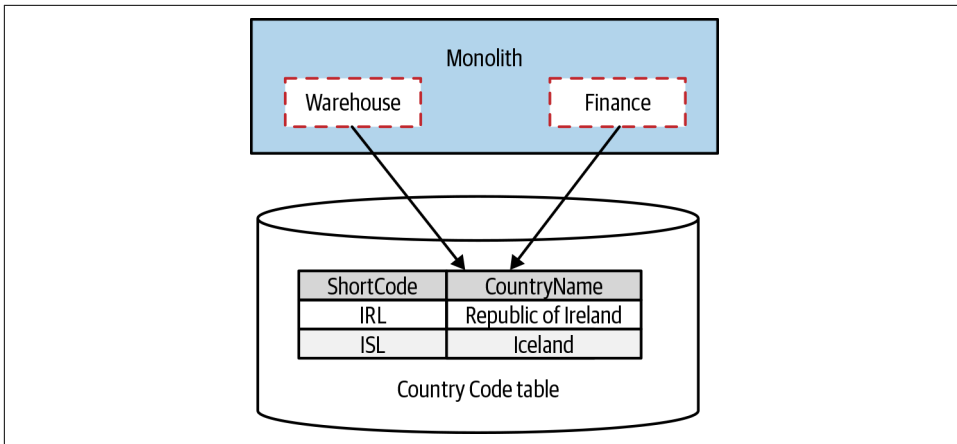 Monolith
Warehouse Finance
ShortCode CountryName
IRL Republic of Ireland
ISL Iceland
Country Code table